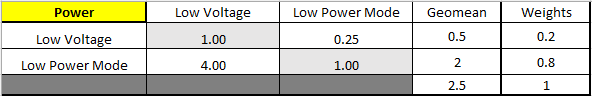 Power Low Voltage Low Power Mode Geomean Weights
Low Voltage 1.00 0.25 0.5 0.2
Low Power Mode 4.00 1.00 2 0.8
2.5 1